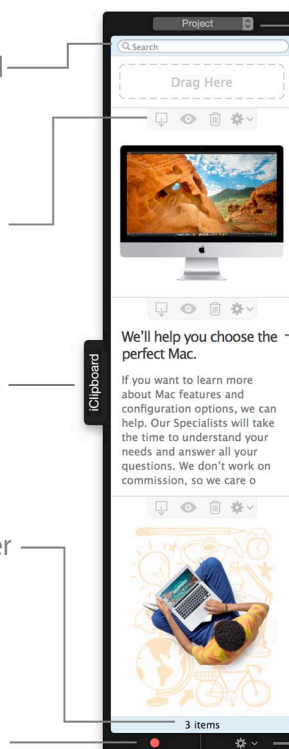 Project
Search
Drag Here
We'll help you choose the
perfect Mac.
If you want to learn more
about Mac features and
configuration options, we can
help. Our Specialists will take
the time to understand your
needs and answer all your
questions. We don't work on
commission, so we care o
iClipboard
3 items